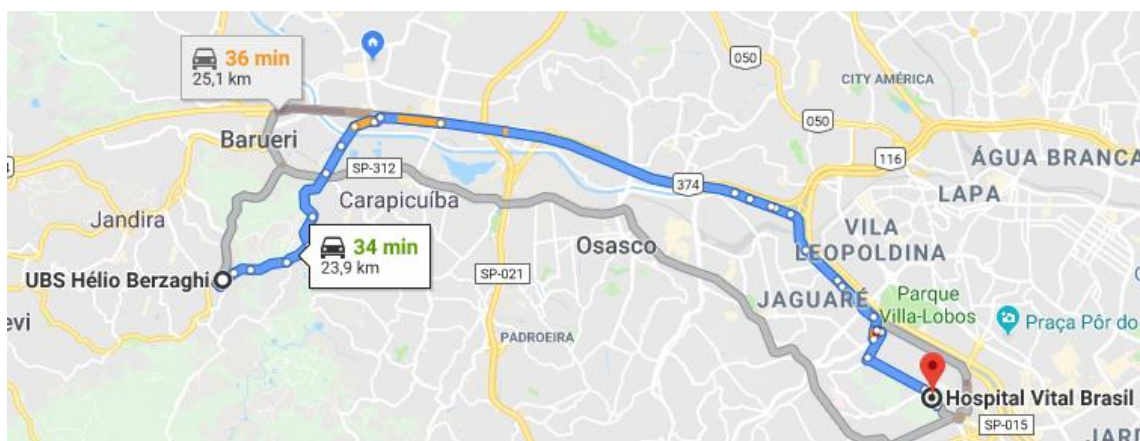 36 min
25,1 km
050
CITY AMÉRICA
050
Barueri
116
ÁGUA BRANCA
SP-312
374
LAPA
Carapicuíba
Jandira
VILA
LEOPOLDINA
34 min
23,9 km
Osasco
UBS Hélio Berzaghi
SP-021
JAGUARÉ
Parque
Villa-Lobos
evi
PADROEIRA
Praça Pôr do
Hospital Vital Brasil
SP-015
JARD